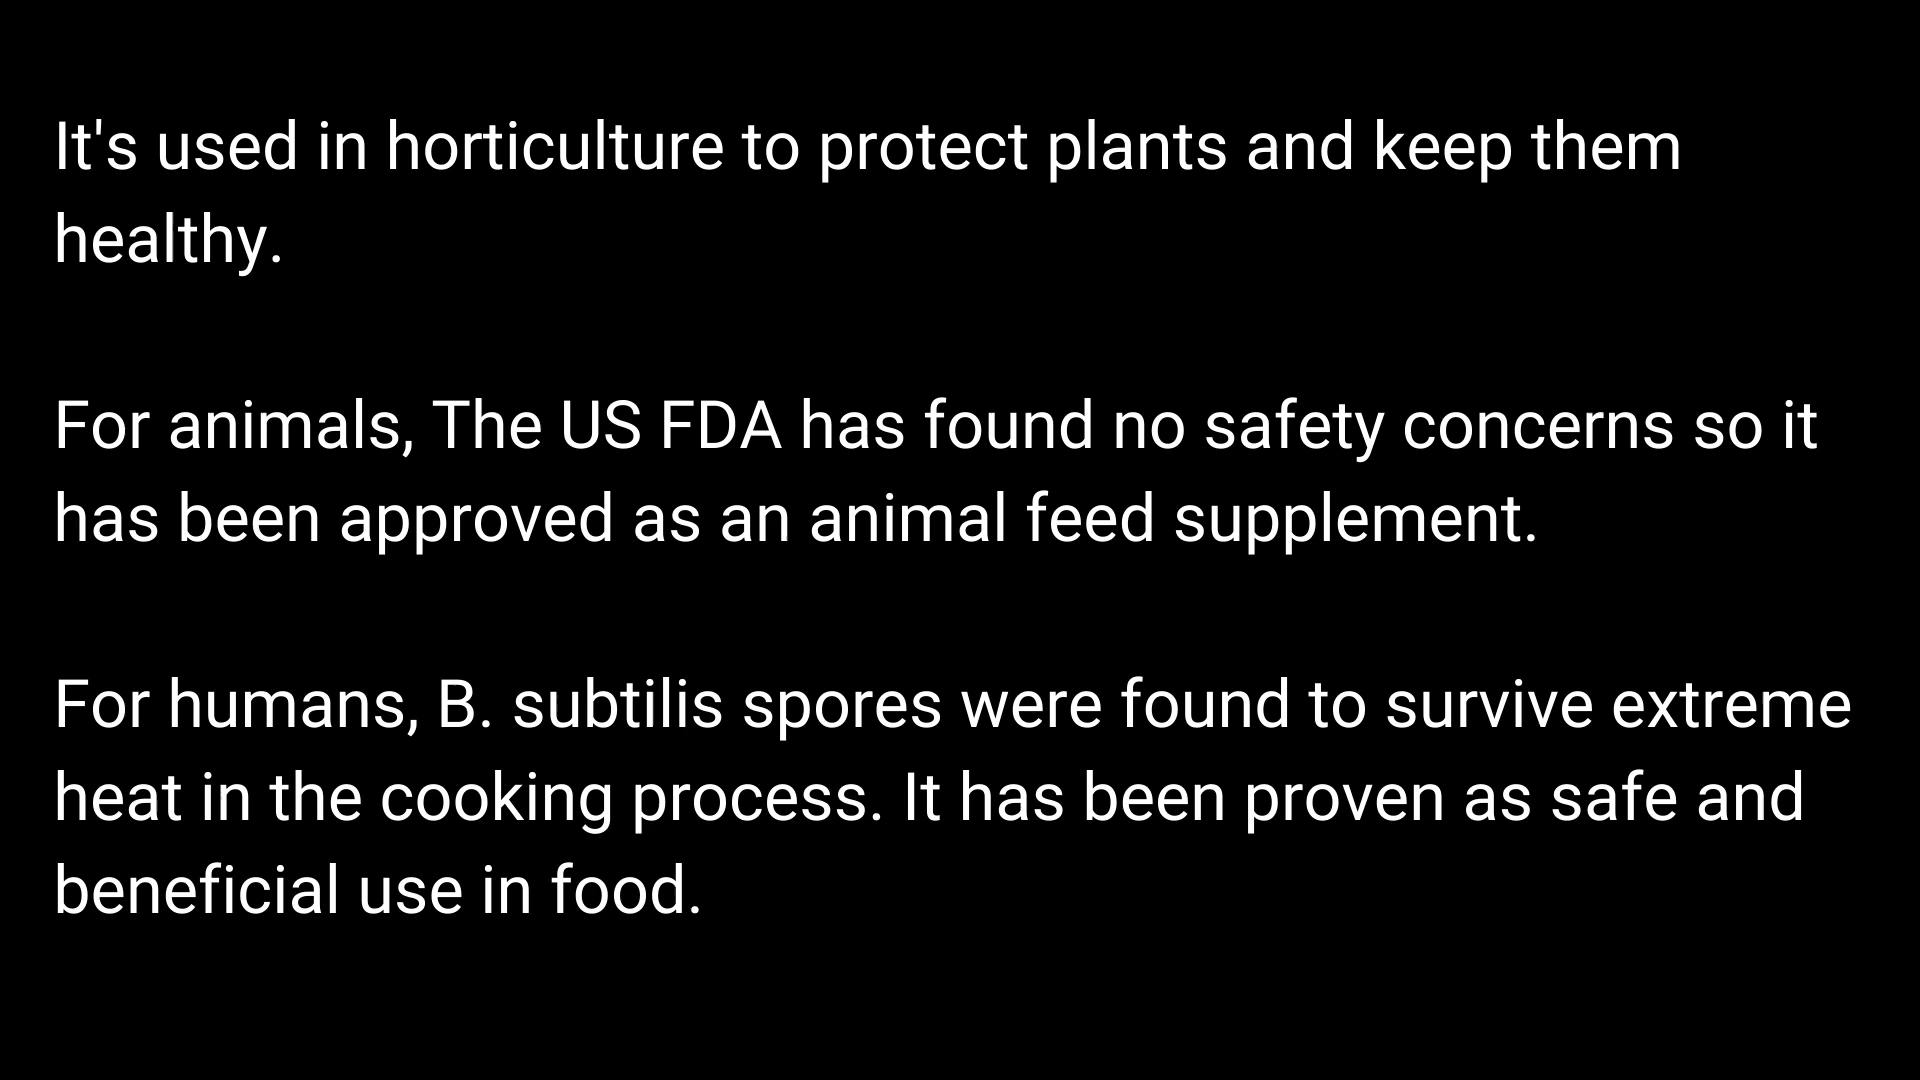 It's used in horticulture to protect plants and keep them
healthy.
For animals, The US FDA has found no safety concerns so it
has been approved as an animal feed supplement.
For humans, B. subtilis spores were found to survive extreme
heat in the cooking process. It has been proven as safe and
beneficial use in food.